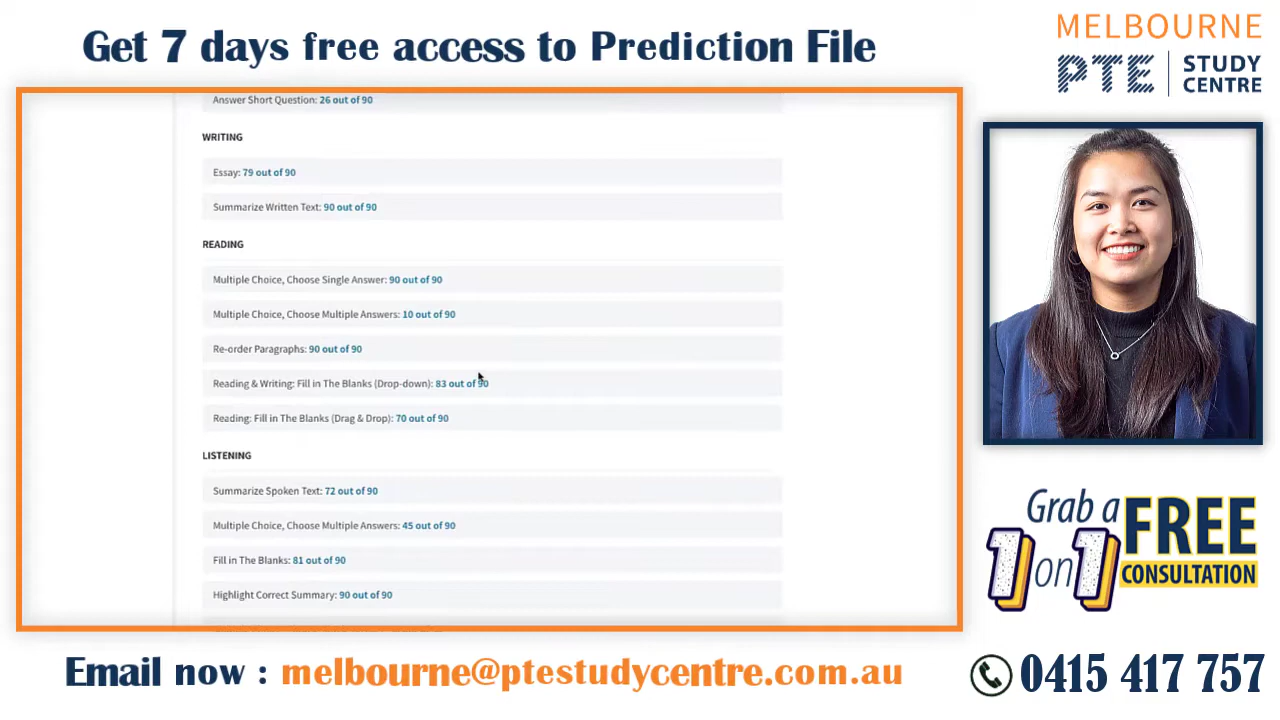 Get 7 days free access to Prediction File
MELBOURNE
PTE STUDY CENTRE
Answer Short Question: 26 out of 90
WRITING
Essay: 79 out of 90
Summarize Written Text: 90 out of 90
READING
Multiple Choice, Choose Single Answer: 90 out of 90
Multiple Choice, Choose Multiple Answers: 10 out of 90
Re-order Paragraphs: 90 out of 90
Reading & Writing: Fill in The Blanks (Drop-down): 83 out of 90
Reading: Fill in The Blanks (Drag & Drop): 70 out of 90
LISTENING
Summarize Spoken Text: 72 out of 90
Multiple Choice, Choose Multiple Answers: 45 out of 90
Fill in The Blanks: 81 out of 90
Highlight Correct Summary: 90 out of 90
Grab a FREE
1 on 1 CONSULTATION
Email now : melbourne@ptestudycentre.com.au
0415 417 757